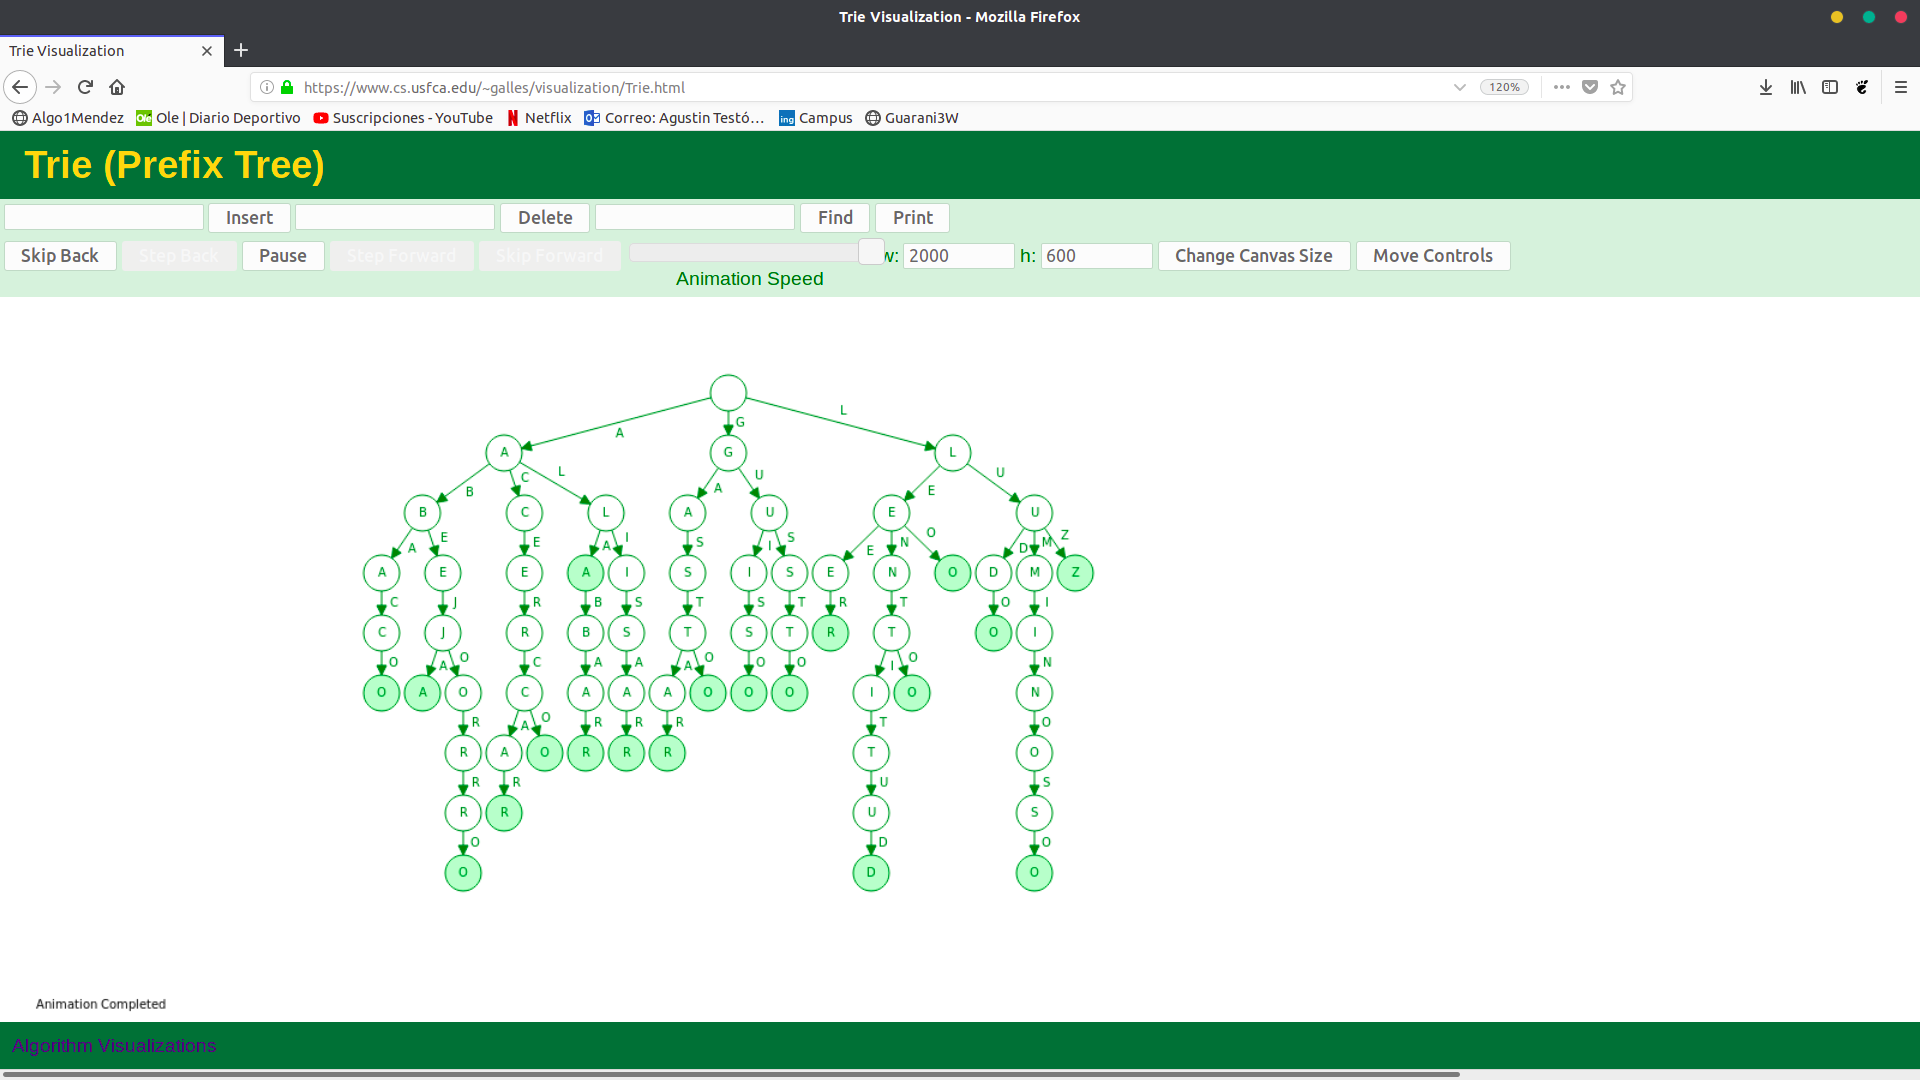 Trie Visualization - Mozilla Firefox
Trie Visualization
https://www.cs.usfca.edu/~galles/visualization/Trie.html 120%
Algo1Mendez Ole | Diario Deportivo Suscripciones - YouTube Netflix Correo: Agustin Testó… Campus Guarani3W
Trie (Prefix Tree)
Insert Delete Find Print
Skip Back Step Back Pause Step Forward Skip Forward w: 2000 h: 600 Change Canvas Size Move Controls
Animation Speed
L
G
A
A G L
L U
C U
B A E
B C L A U E U
E I S O Z
A E A S I N D M
E
A E E A I S I S E N O D M Z
C J R B S T S T R T O I
C J R B S T S T R T O I
O A O C A A A O O O I O N
O A O C A A A O O O I O N
R A O R R R T O
R A O R R R T O
R R U S
R R U S
O D O
O D O
Animation Completed
Algorithm Visualizations